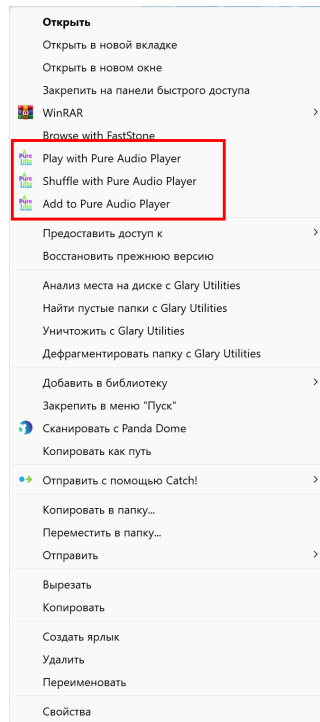 Открыть
Открыть в новой вкладке
Открыть в новом окне
Закрепить на панели быстрого доступа
WinRAR
Browse with FastStone
Play with Pure Audio Player
Shuffle with Pure Audio Player
Add to Pure Audio Player
Предоставить доступ к
Восстановить прежнюю версию
Анализ места на диске с Glary Utilities
Найти пустые папки с Glary Utilities
Уничтожить с Glary Utilities
Дефрагментировать папку с Glary Utilities
Добавить в библиотеку
Закрепить в меню "Пуск"
Сканировать с Panda Dome
Копировать как путь
Отправить с помощью Catch!
Копировать в папку...
Переместить в папку...
Отправить
Вырезать
Копировать
Создать ярлык
Удалить
Переименовать
Свойства